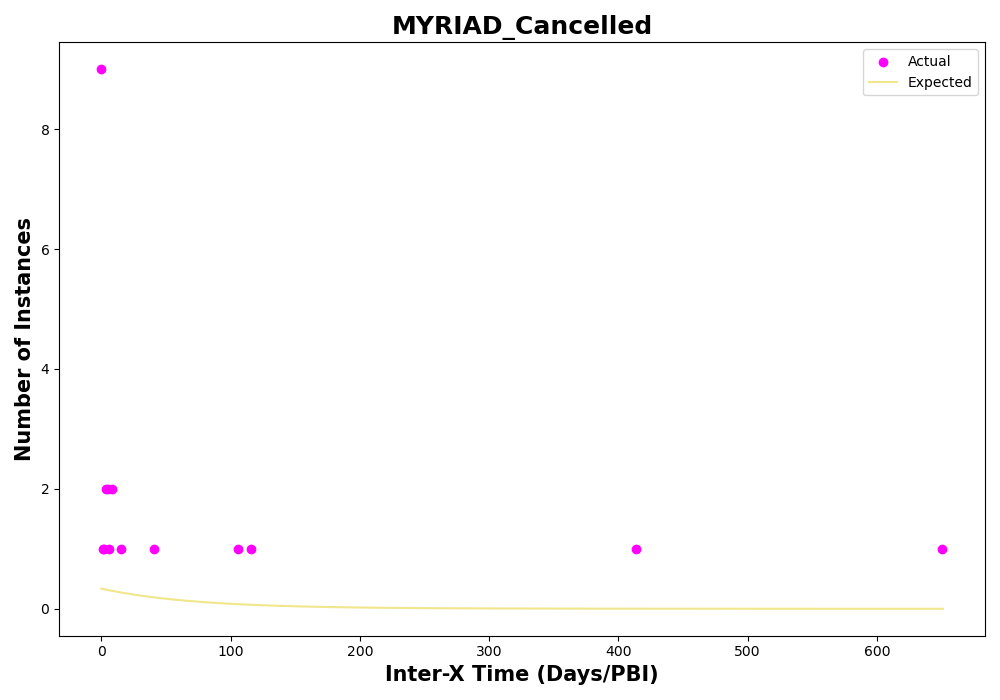 MYRIAD_Cancelled
Actual
Expected
Number of Instances
8
6
4
2
0
0 100 200 300 400 500 600
Inter-X Time (Days/PBI)